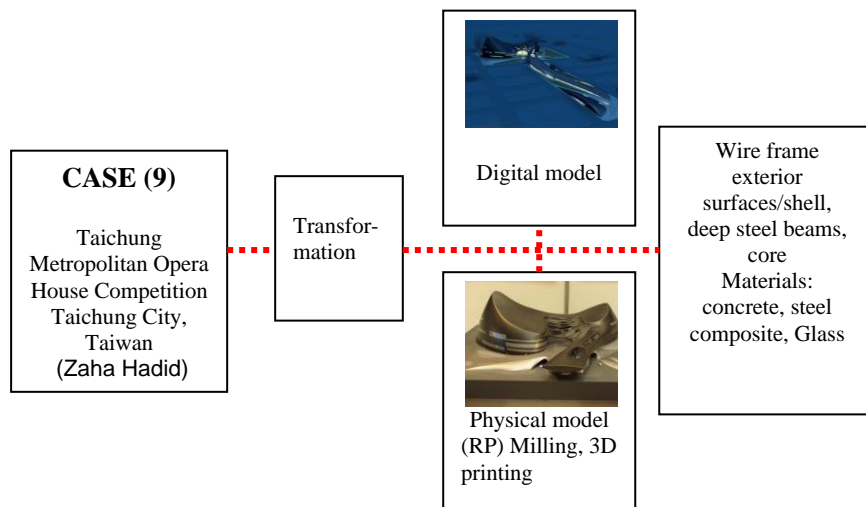 CASE (9)
Taichung
Metropolitan Opera
House Competition
Taichung City,
Taiwan
(Zaha Hadid)
Transfor-
mation
Digital model
Physical model
(RP) Milling, 3D
printing
Wire frame
exterior
surfaces/shell,
deep steel beams,
core
Materials:
concrete, steel
composite, Glass